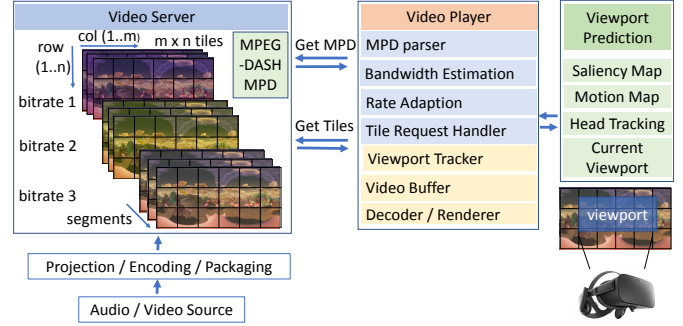 Video Server
col (1..m)
m x n tiles
row
(1..n)
bitrate 1
bitrate 2
bitrate 3
segments
MPEG
-DASH
MPD
Projection / Encoding / Packaging
Audio / Video Source
Get MPD
Get Tiles
Video Player
MPD parser
Bandwidth Estimation
Rate Adaption
Tile Request Handler
Viewport Tracker
Video Buffer
Decoder / Renderer
Viewport
Prediction
Saliency Map
Motion Map
Head Tracking
Current
Viewport
viewport